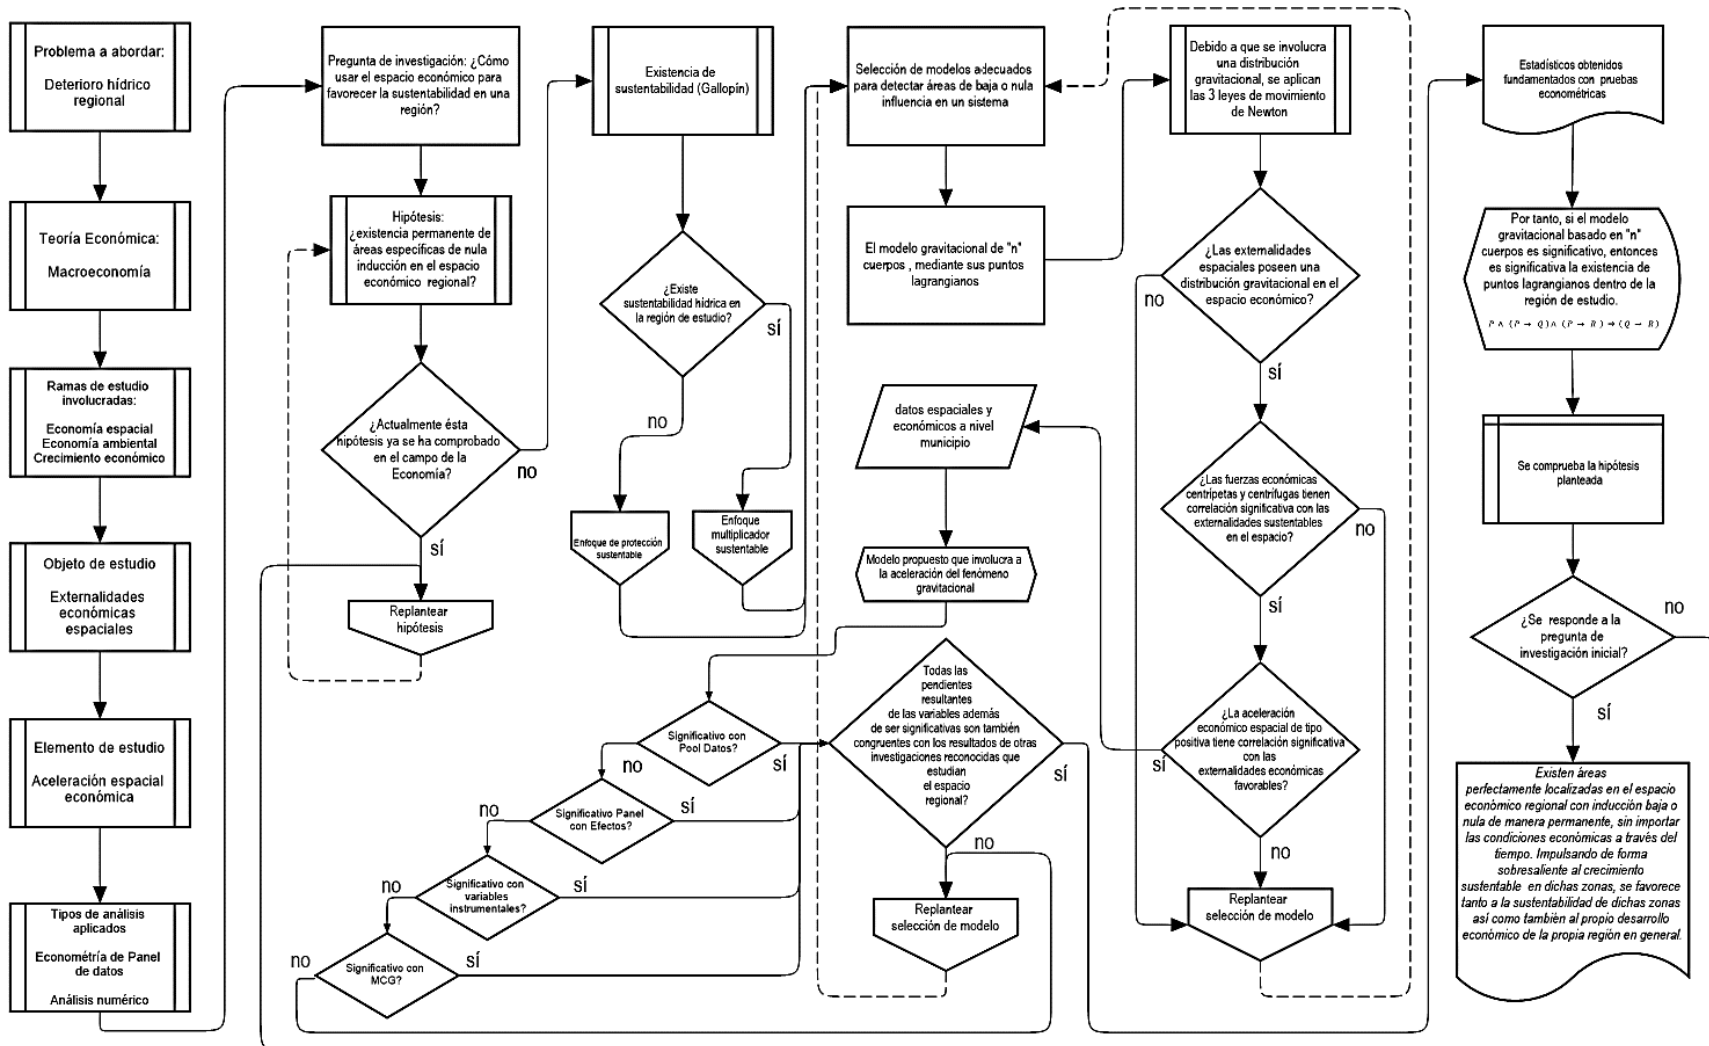 Problema a abordar:
Deterioro hídrico
regional
Teoría Económica:
Macroeconomía
Ramas de estudio
involucradas:
Economía espacial
Economía ambiental
Crecimiento económico
Objeto de estudio
Externalidades
económicas
espaciales
Elemento de estudio
Aceleración espacial
económica
Tipos de análisis
aplicados
Econométría de Panel
de datos
Análisis numérico
Pregunta de investigación: ¿Cómo
usar el espacio económico para
favorecer la sustentabilidad en una
región?
Hipótesis:
¿existencia permanente de
áreas específicas de nula
inducción en el espacio
económico regional?
¿Actualmente ésta
hipótesis ya se ha comprobado
en el campo de la
Economía?
no
sí
Replantear
hipótesis
Existencia de
sustentabilidad (Gallopín)
¿Existe
sustentabilidad hídrica en
la región de estudio?
sí
no
Enfoque de protección
sustentable
Enfoque
multiplicador
sustentable
Selección de modelos adecuados
para detectar áreas de baja o nula
influencia en un sistema
El modelo gravitacional de "n"
cuerpos , mediante sus puntos
lagrangianos
Debido a que se involucra
una distribución
gravitacional, se aplican
las 3 leyes de movimiento
de Newton
¿Las externalidades
espaciales poseen una
distribución gravitacional en el
espacio económico?
no
sí
¿Las fuerzas económicas
centrípetas y centrífugas tienen
correlación significativa con las
externalidades sustentables
en el espacio?
no
sí
¿La aceleración
económico espacial de tipo
positiva tiene correlación significativa
con las
externalidades económicas
favorables?
sí
no
Replantear
selección de modelo
datos espaciales y
económicos a nivel
municipio
Modelo propuesto que involucra a
la aceleración del fenómeno
gravitacional
Significativo con
Pool Datos?
no
sí
Significativo Panel
con Efectos?
no
sí
Significativo con
variables
instrumentales?
no
sí
Significativo con
MCG?
no
sí
Todas las
pendientes
resultantes
de las variables además
de ser significativas son también
congruentes con los resultados de otras
investigaciones reconocidas que
estudian
el espacio
regional?
sí
no
Replantear
selección de modelo
Estadísticos obtenidos
fundamentados con pruebas
econométricas
Por tanto, si el modelo
gravitacional basado en "n"
cuerpos es significativo, entonces
es significativa la existencia de
puntos lagrangianos dentro de la
región de estudio.
P ∧ (P → Q) ∧ (P → R) ⇒ (Q → R)
Se comprueba la hipótesis
planteada
¿Se responde a la
pregunta de
investigación inicial?
no
sí
Existen áreas
perfectamente localizadas en el espacio
económico regional con inducción baja o
nula de manera permanente, sin importar
las condiciones económicas a través del
tiempo. Impulsando de forma
sobresaliente al crecimiento
sustentable en dichas zonas, se favorece
tanto a la sustentabilidad de dichas zonas
así como también al propio desarrollo
económico de la propia región en general.